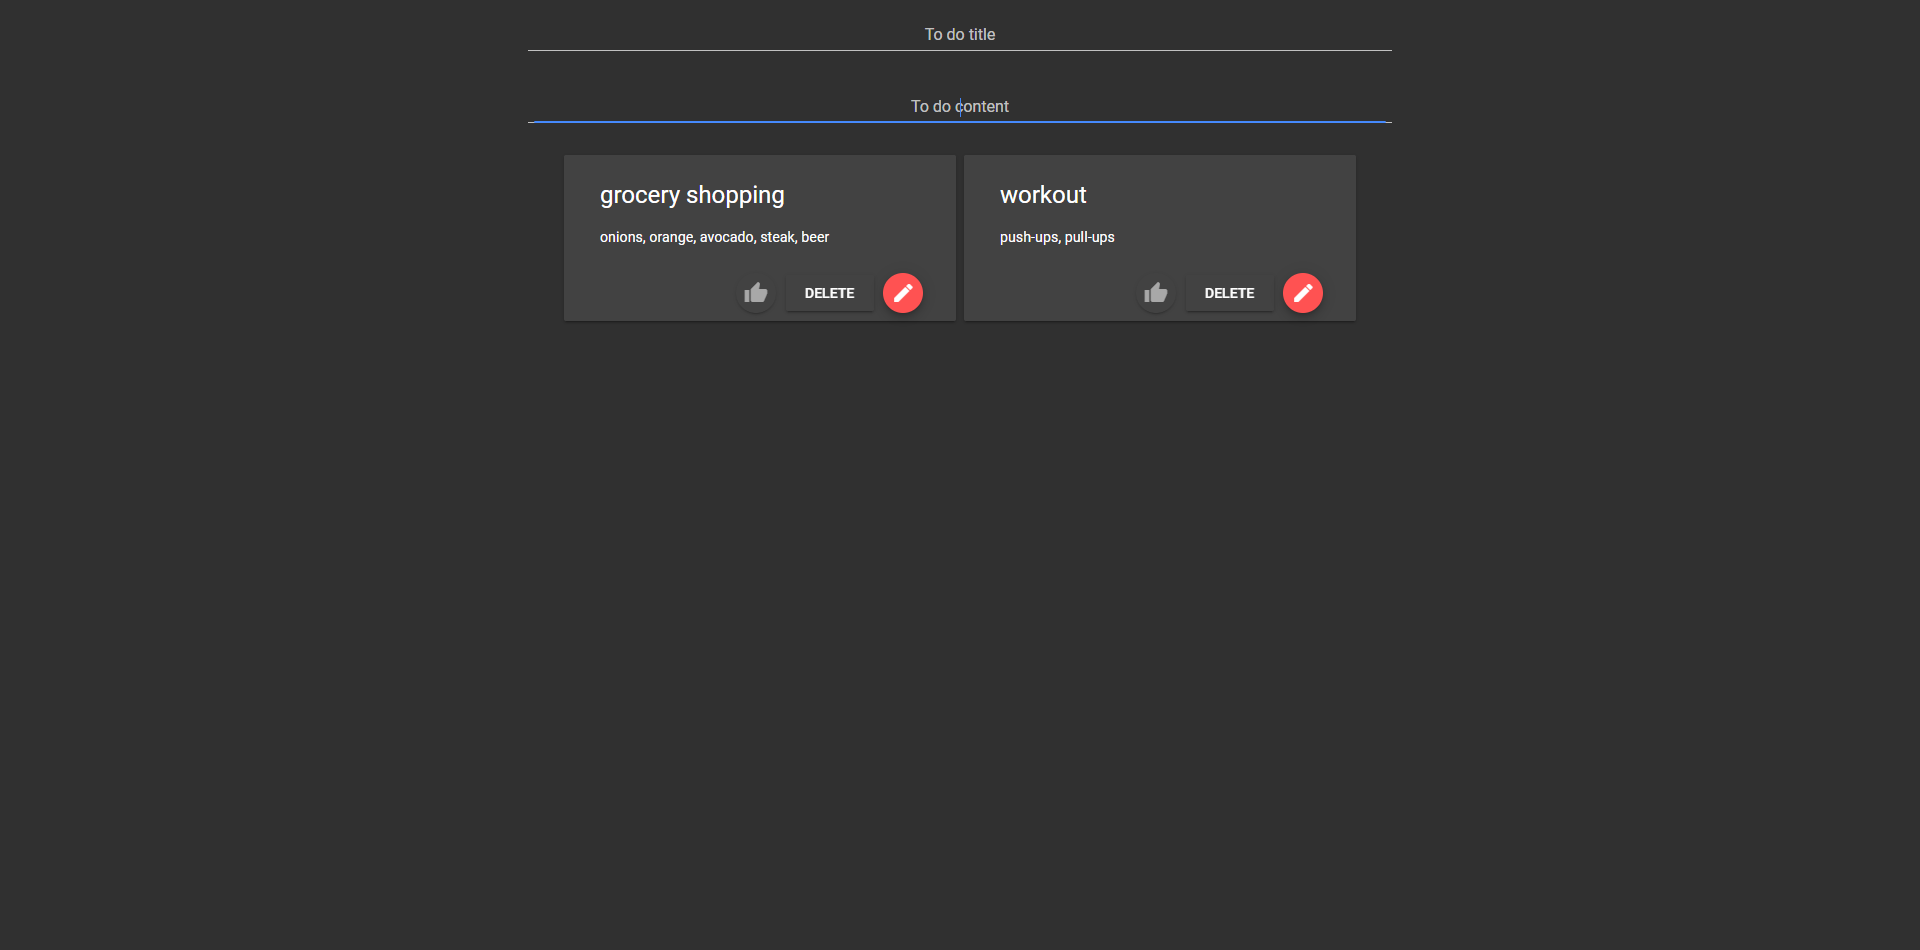 To do title
To do content
grocery shopping
onions, orange, avocado, steak, beer
DELETE
workout
push-ups, pull-ups
DELETE